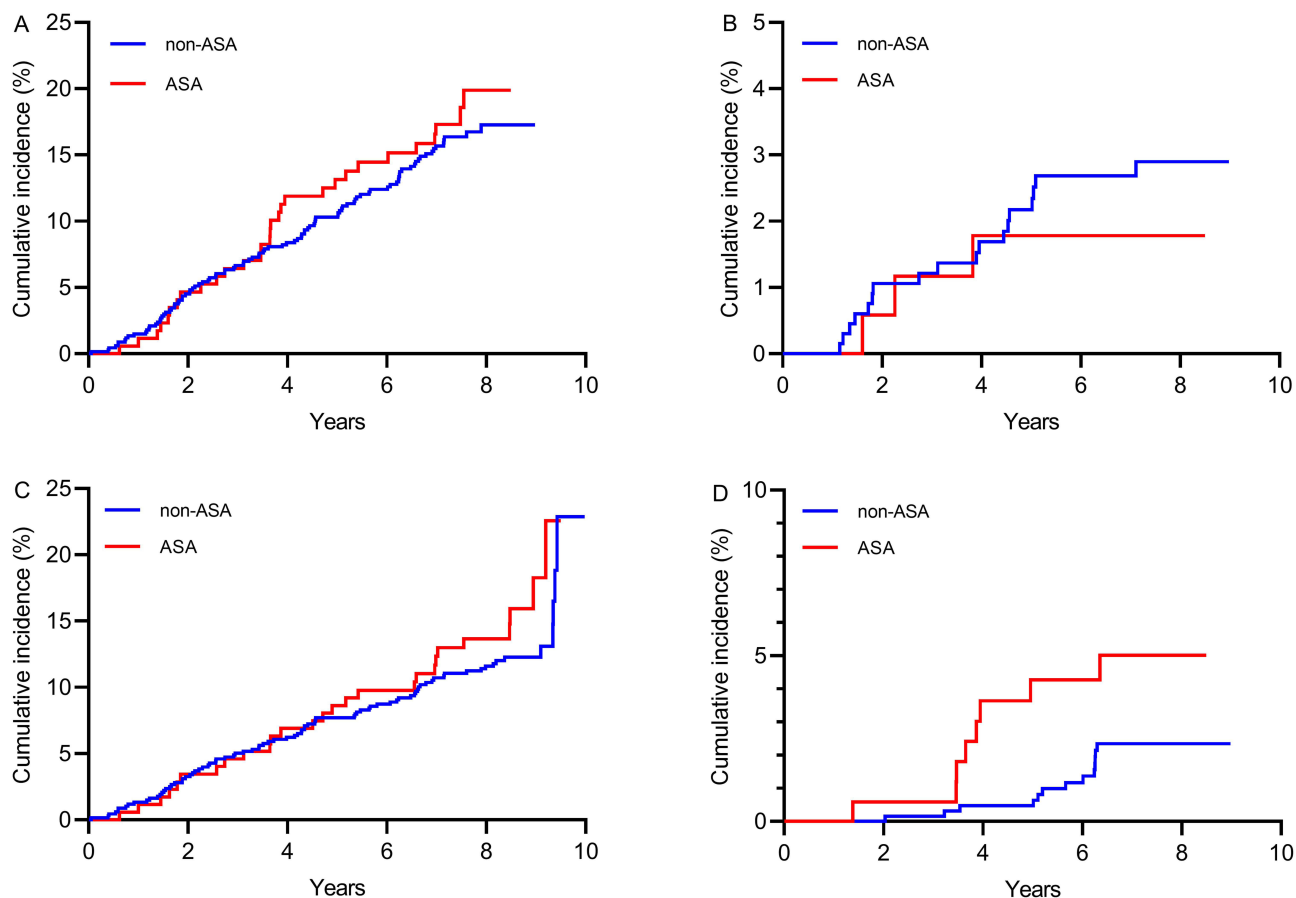 A
Cumulative incidence (%)
25
20
15
10
5
0
non-ASA
ASA
0 2 4 6 8 10
Years
B
Cumulative incidence (%)
5
4
3
2
1
0
non-ASA
ASA
0 2 4 6 8 10
Years
C
Cumulative incidence (%)
25
20
15
10
5
0
non-ASA
ASA
0 2 4 6 8 10
Years
D
Cumulative incidence (%)
10
5
0
non-ASA
ASA
0 2 4 6 8 10
Years